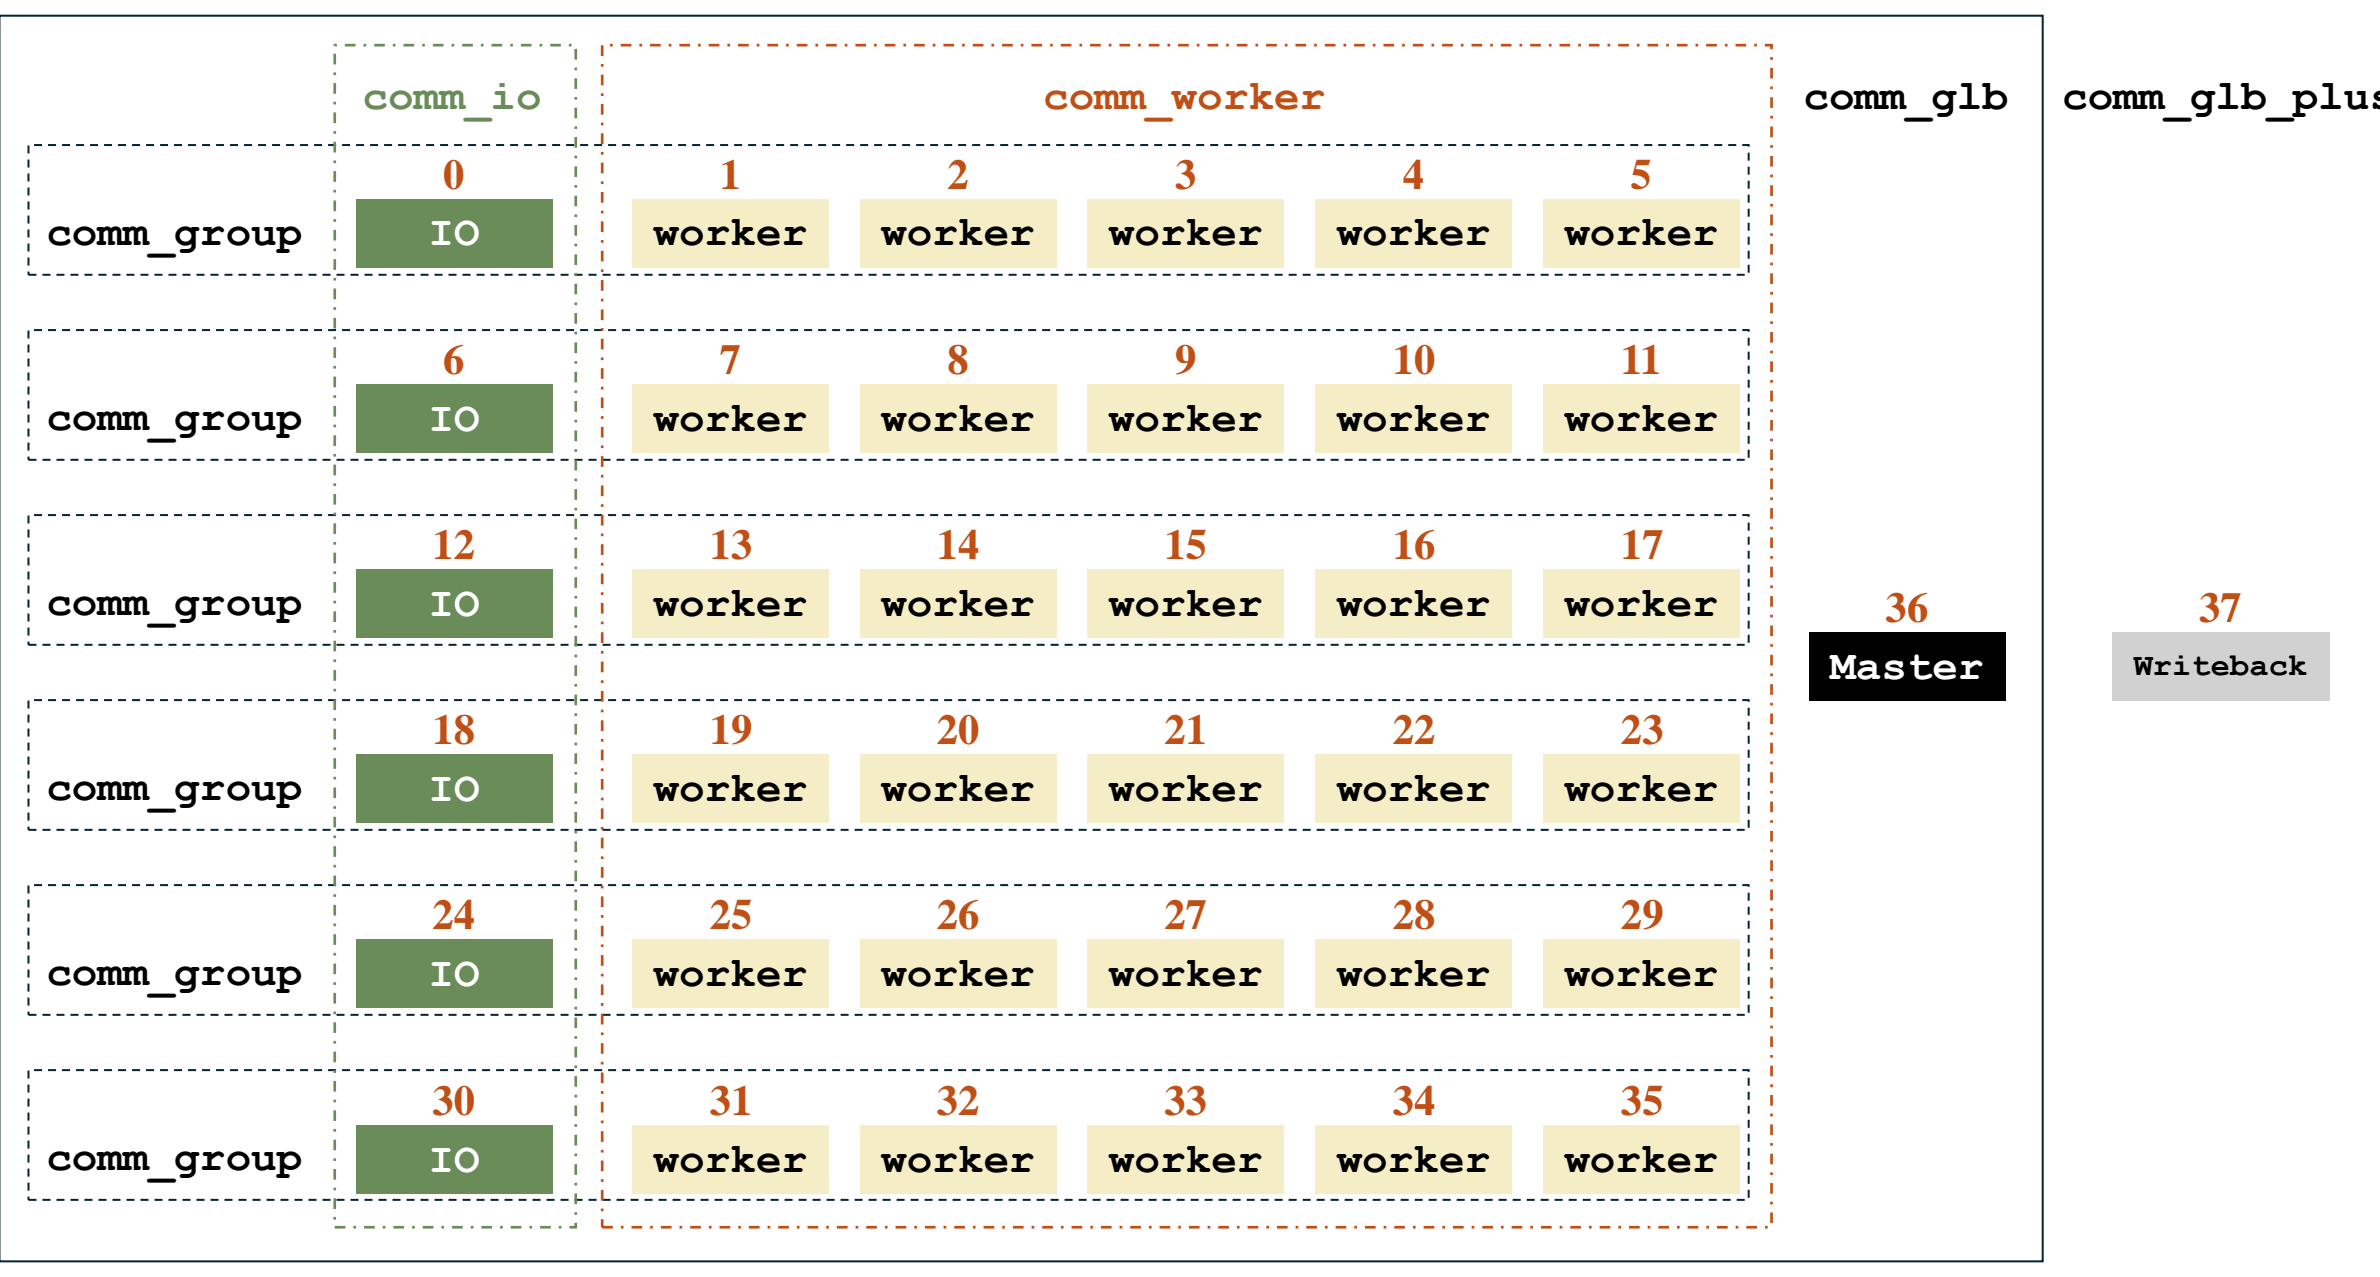 comm_io comm_worker comm_glb comm_glb_plus
0 1 2 3 4 5
comm_group IO worker worker worker worker worker
6 7 8 9 10 11
comm_group IO worker worker worker worker worker
12 13 14 15 16 17
comm_group IO worker worker worker worker worker
36 37
Master Writeback
18 19 20 21 22 23
comm_group IO worker worker worker worker worker
24 25 26 27 28 29
comm_group IO worker worker worker worker worker
30 31 32 33 34 35
comm_group IO worker worker worker worker worker